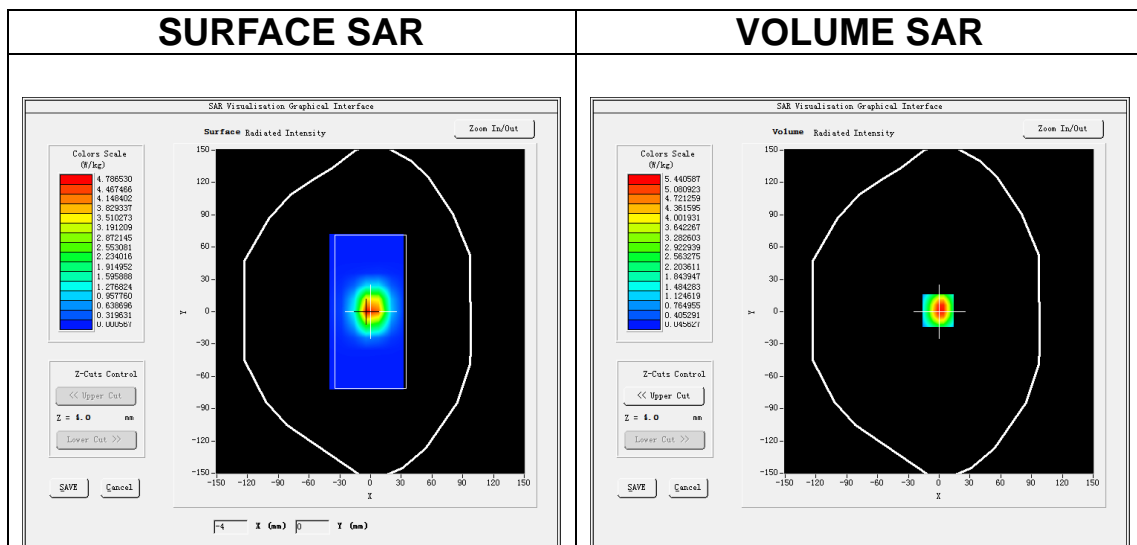 SURFACE SAR
VOLUME SAR
SAR Visualisation Graphical Interface
Surface Radiated Intensity
Zoom In/Out
Colors Scale
(W/kg)
4.786530
4.467466
4.148402
3.829337
3.510273
3.191209
2.872145
2.553081
2.234016
1.914952
1.595888
1.276824
0.957760
0.638696
0.319631
0.000567
150
120
90
60
30
0
-30
-60
-90
-120
-150
Y
-150 -120 -90 -60 -30 0 30 60 90 120 150
X
Z-Cuts Control
<< Upper Cut
Z = 4.0 mm
Lower Cut >>
SAVE Cancel
-4 X (mm) 0 Y (mm)
SAR Visualisation Graphical Interface
Volume Radiated Intensity
Zoom In/Out
Colors Scale
(W/kg)
5.440587
5.080923
4.721259
4.361595
4.001931
3.642267
3.282603
2.922939
2.563275
2.203611
1.843947
1.484283
1.124619
0.764955
0.405291
0.045627
150
120
90
60
30
0
-30
-60
-90
-120
-150
Y
-150 -120 -90 -60 -30 0 30 60 90 120 150
X
Z-Cuts Control
<< Upper Cut
Z = 4.0 mm
Lower Cut >>
SAVE Cancel